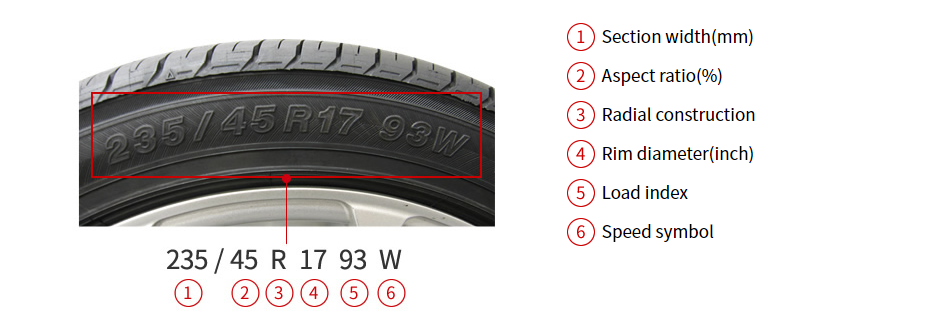 235/45R17 93W
235 / 45 R 17 93 W
1 2 3 4 5 6
1 Section width(mm)
2 Aspect ratio(%)
3 Radial construction
4 Rim diameter(inch)
5 Load index
6 Speed symbol